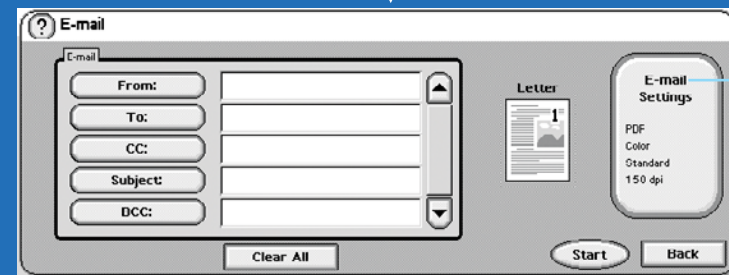 ? E-mail
E-mail
From:
To:
CC:
Subject:
DCC:
Clear All
Letter
1
E-mail
Settings
PDF
Color
Standard
150 dpi
Start
Back